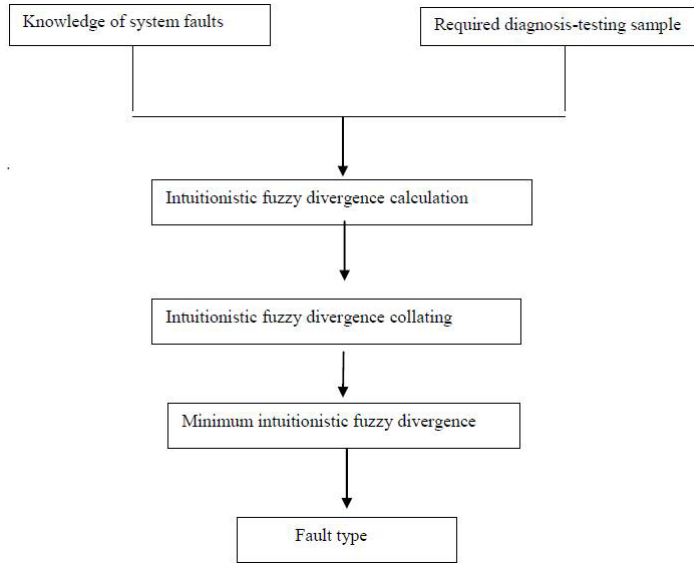 Knowledge of system faults
Required diagnosis-testing sample
Intuitionistic fuzzy divergence calculation
Intuitionistic fuzzy divergence collating
Minimum intuitionistic fuzzy divergence
Fault type